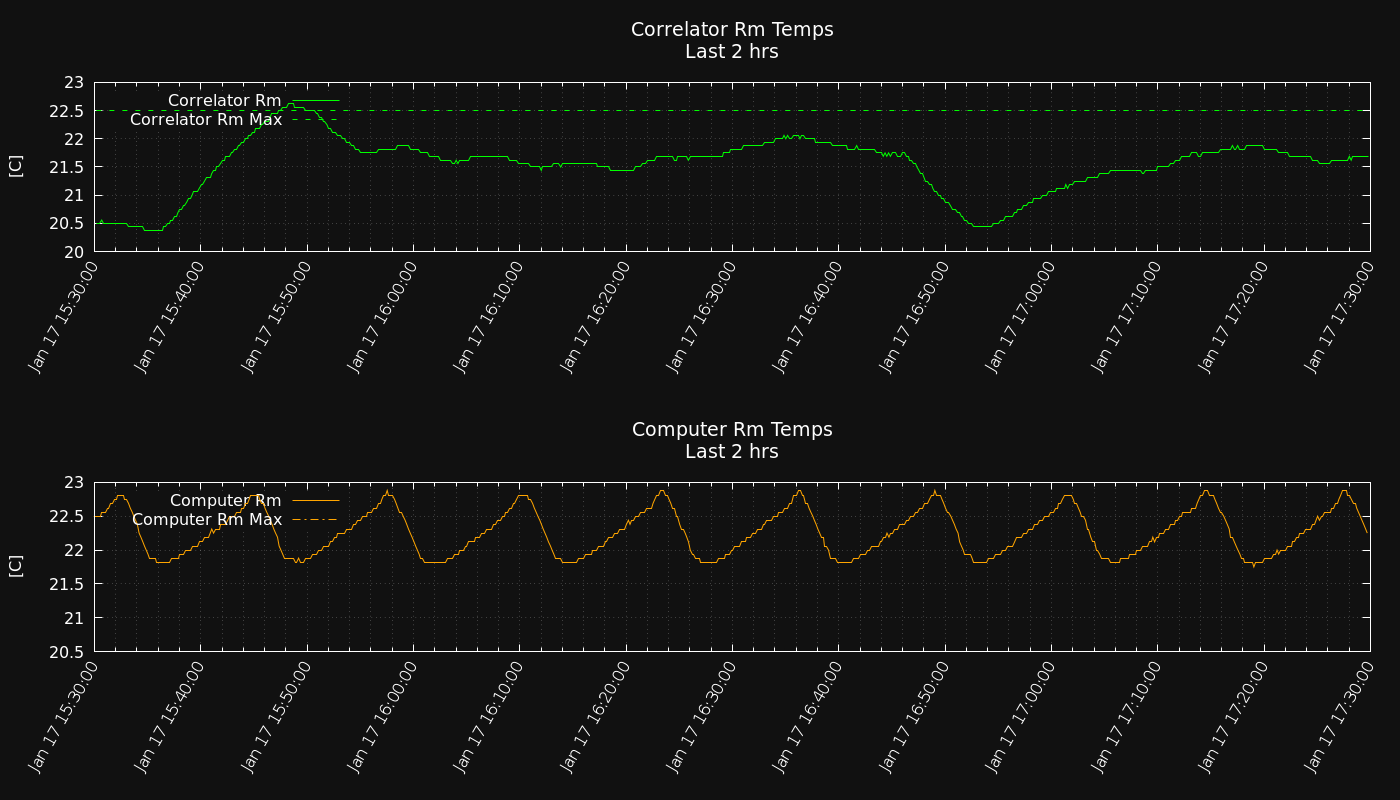 Correlator Rm Temps
Last 2 hrs
23
22.5
22
21.5
21
20.5
20
[C]
Correlator Rm
Correlator Rm Max
Jan 17 15:30:00
Jan 17 15:40:00
Jan 17 15:50:00
Jan 17 16:00:00
Jan 17 16:10:00
Jan 17 16:20:00
Jan 17 16:30:00
Jan 17 16:40:00
Jan 17 16:50:00
Jan 17 17:00:00
Jan 17 17:10:00
Jan 17 17:20:00
Jan 17 17:30:00
Computer Rm Temps
Last 2 hrs
23
22.5
22
21.5
21
20.5
[C]
Computer Rm
Computer Rm Max
Jan 17 15:30:00
Jan 17 15:40:00
Jan 17 15:50:00
Jan 17 16:00:00
Jan 17 16:10:00
Jan 17 16:20:00
Jan 17 16:30:00
Jan 17 16:40:00
Jan 17 16:50:00
Jan 17 17:00:00
Jan 17 17:10:00
Jan 17 17:20:00
Jan 17 17:30:00